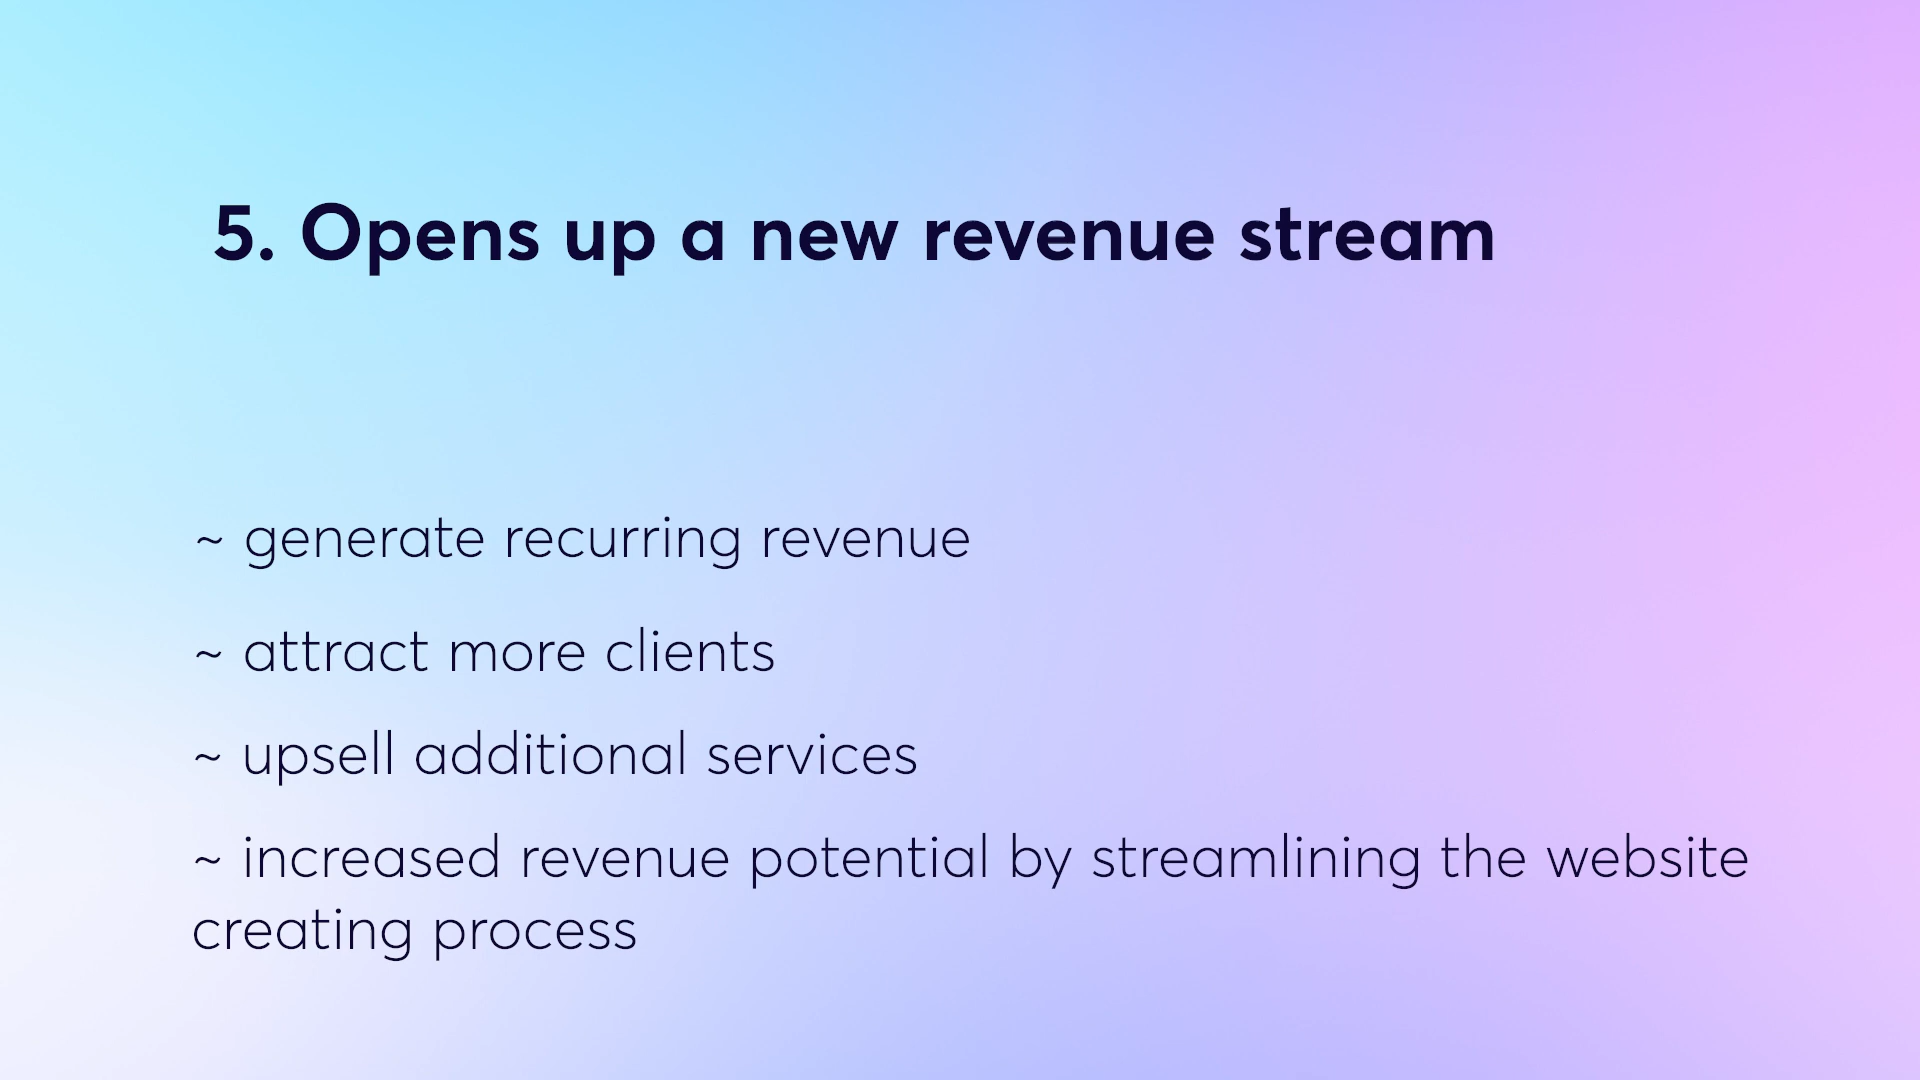 5. Opens up a new revenue stream
~ generate recurring revenue
~ attract more clients
~ upsell additional services
~ increased revenue potential by streamlining the website
creating process